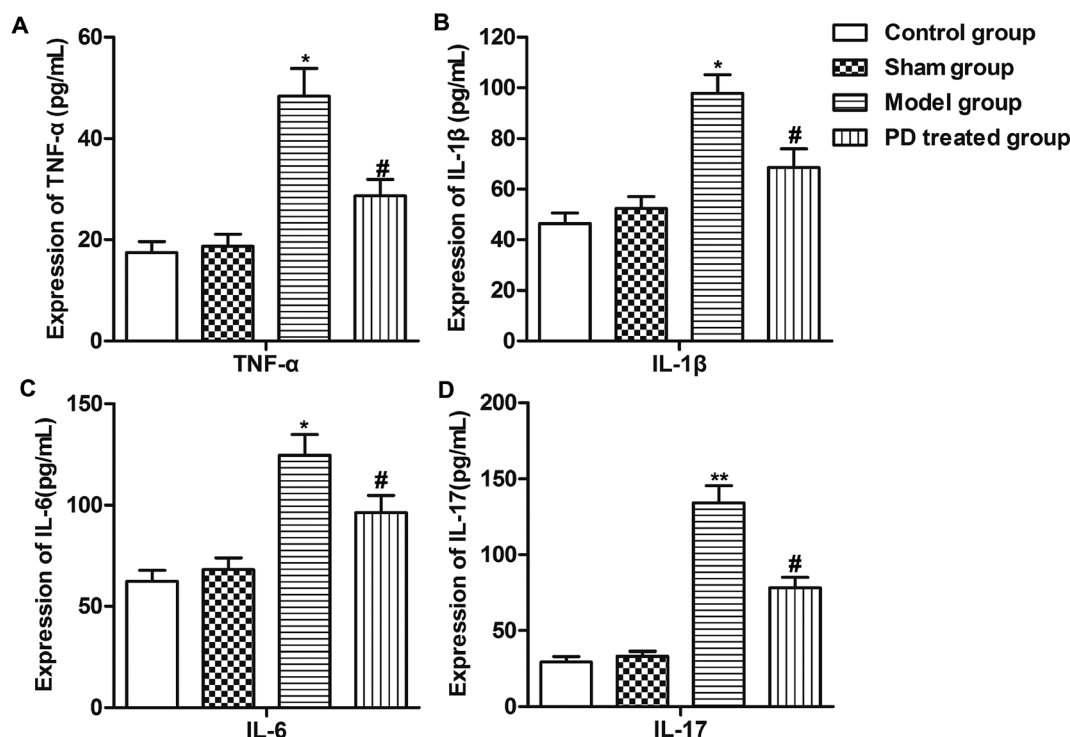 A
Expression of TNF-α (pg/mL)
60
40
20
0
*
#
TNF-α
B
Expression of IL-1β (pg/mL)
120
100
80
60
40
20
0
*
#
IL-1β
Control group
Sham group
Model group
PD treated group
C
Expression of IL-6(pg/mL)
150
100
50
0
*
#
IL-6
D
Expression of IL-17(pg/mL)
200
150
100
50
0
**
#
IL-17